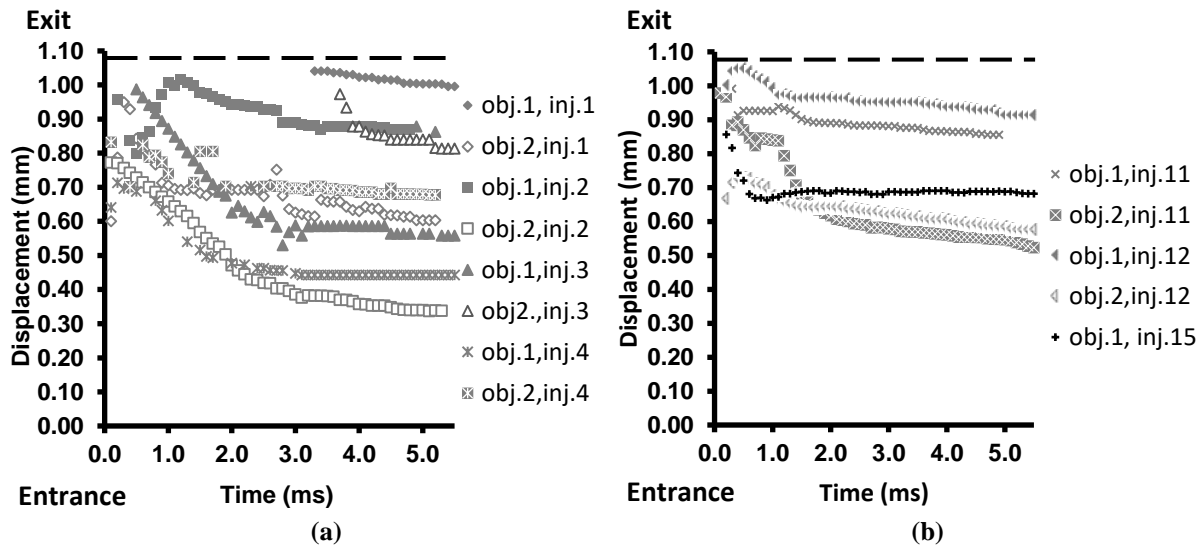 Exit
1.10
1.00
0.90
0.80
0.70
0.60
0.50
0.40
0.30
0.20
0.10
0.00
Displacement (mm)
0.0 1.0 2.0 3.0 4.0 5.0
Entrance Time (ms)
obj.1, inj.1
obj.2,inj.1
obj.1,inj.2
obj.2,inj.2
obj.1,inj.3
obj2.,inj.3
obj.1,inj.4
obj.2,inj.4
(a)
Exit
1.10
1.00
0.90
0.80
0.70
0.60
0.50
0.40
0.30
0.20
0.10
0.00
Displacement (mm)
0.0 1.0 2.0 3.0 4.0 5.0
Entrance Time (ms)
obj.1,inj.11
obj.2,inj.11
obj.1,inj.12
obj.2,inj.12
obj.1, inj.15
(b)